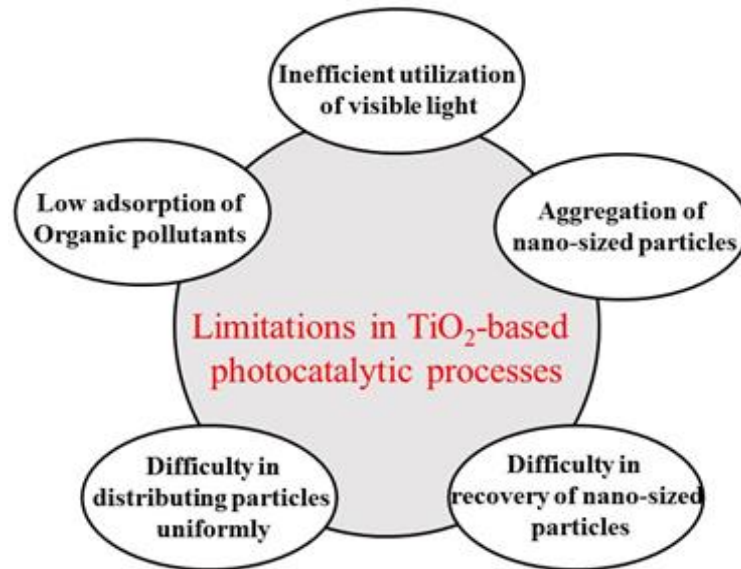 Inefficient utilization
of visible light
Low adsorption of
Organic pollutants
Aggregation of
nano-sized particles
Limitations in TiO₂-based
photocatalytic processes
Difficulty in
distributing particles
uniformly
Difficulty in
recovery of nano-sized
particles